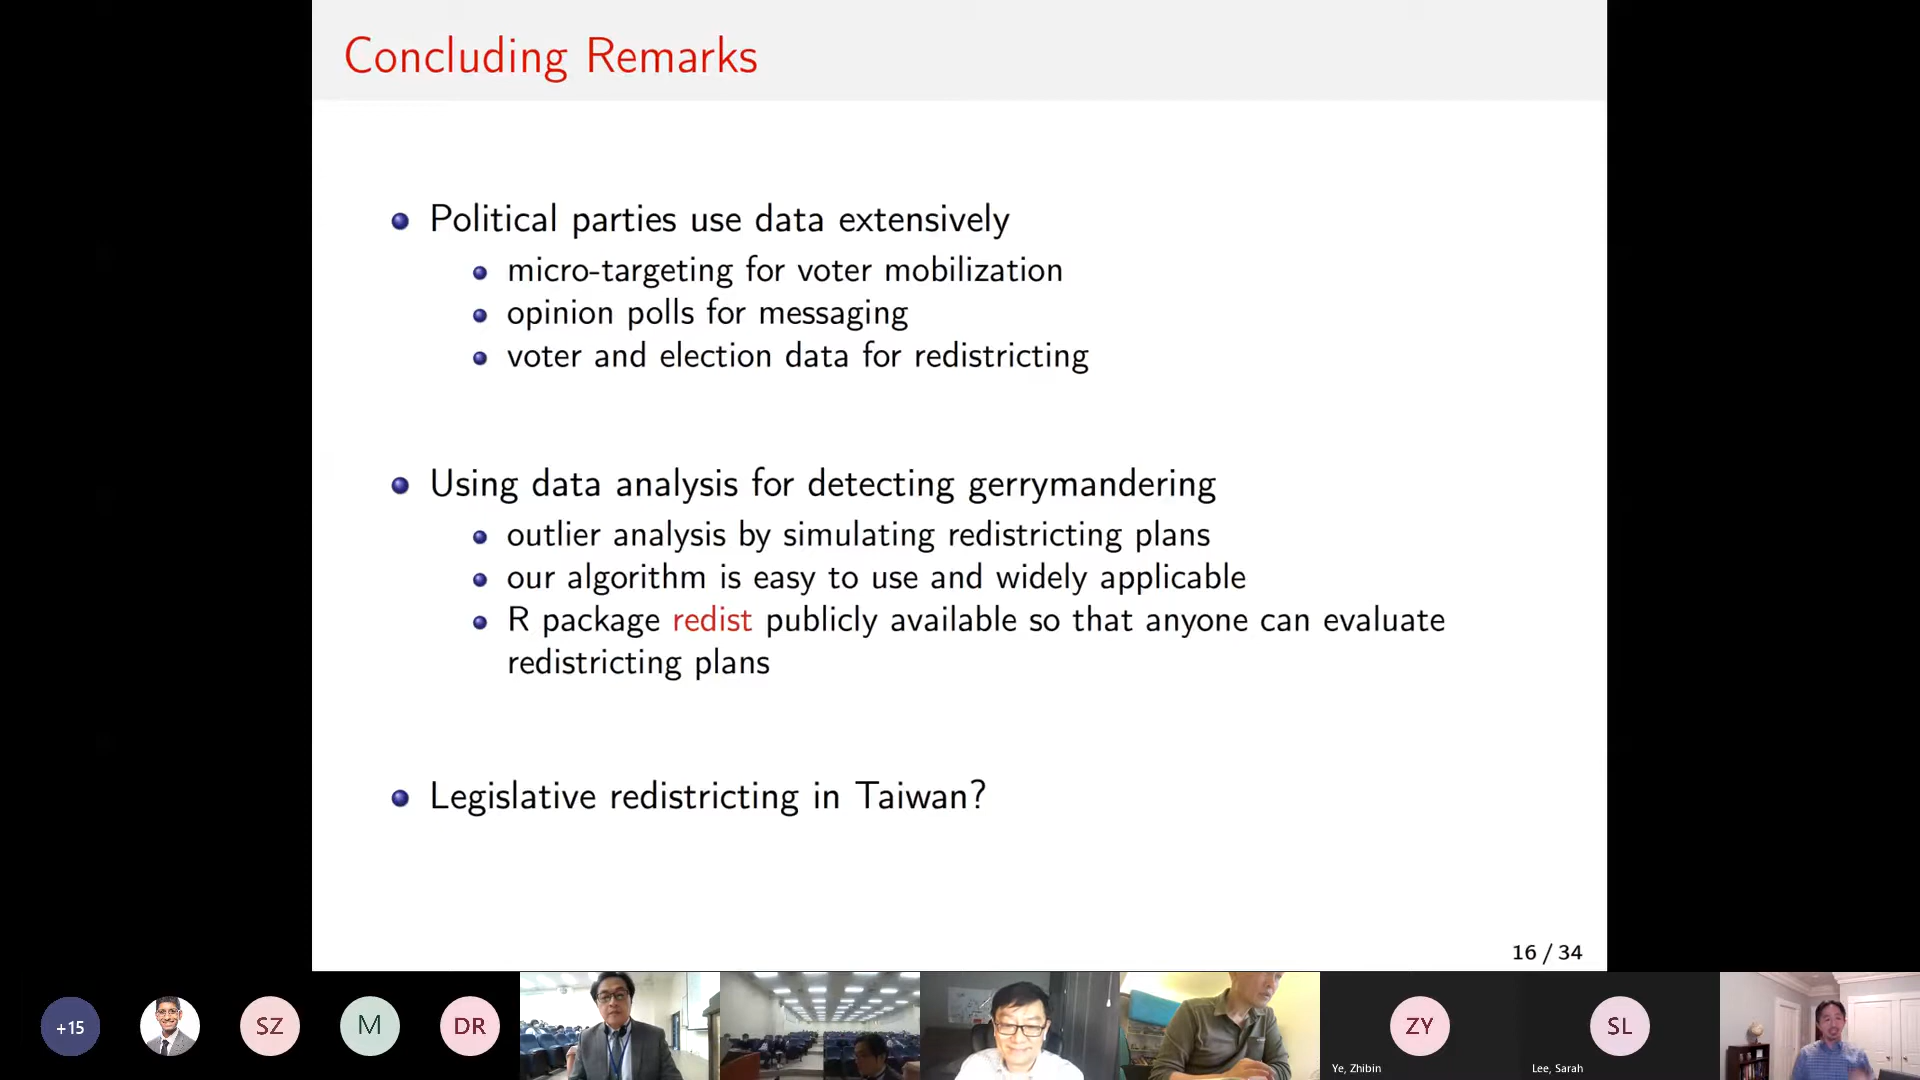 Concluding Remarks
Political parties use data extensively
micro-targeting for voter mobilization
opinion polls for messaging
voter and election data for redistricting
Using data analysis for detecting gerrymandering
outlier analysis by simulating redistricting plans
our algorithm is easy to use and widely applicable
R package redist publicly available so that anyone can evaluate
redistricting plans
Legislative redistricting in Taiwan?
16 / 34
+15
SZ
M
DR
ZY
SL
Ye, Zhibin
Lee, Sarah